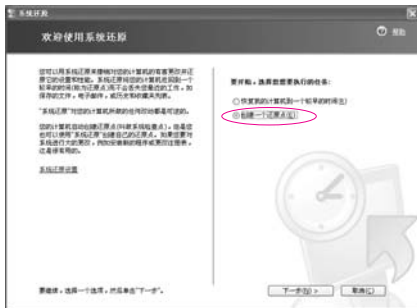 系统还原
欢迎使用系统还原
帮助
您可以用系统还原来撤销对您的计算机的有害更改并还
原它的设置和性能。系统还原将您的计算机返回到一个
较早的时间(称为还原点)而不会丢失您最近的工作,如
保存的文件,电子邮件,或历史和收藏夹列表。
“系统还原”对您的计算机所做的任何改动都是可逆的。
您的计算机自动创建还原点(叫做系统检查点),但是您
也可以使用“系统还原”创建自己的还原点。如果您要对
系统进行大的更改,例如安装新的程序或更改注册表,
这是很有用的。
系统还原设置
要开始,选择您想要执行的任务:
恢复我的计算机到一个较早的时间(R)
创建一个还原点(E)
要继续,选择一个选项,然后单击“下一步”。
下一步(N) >
取消(C)